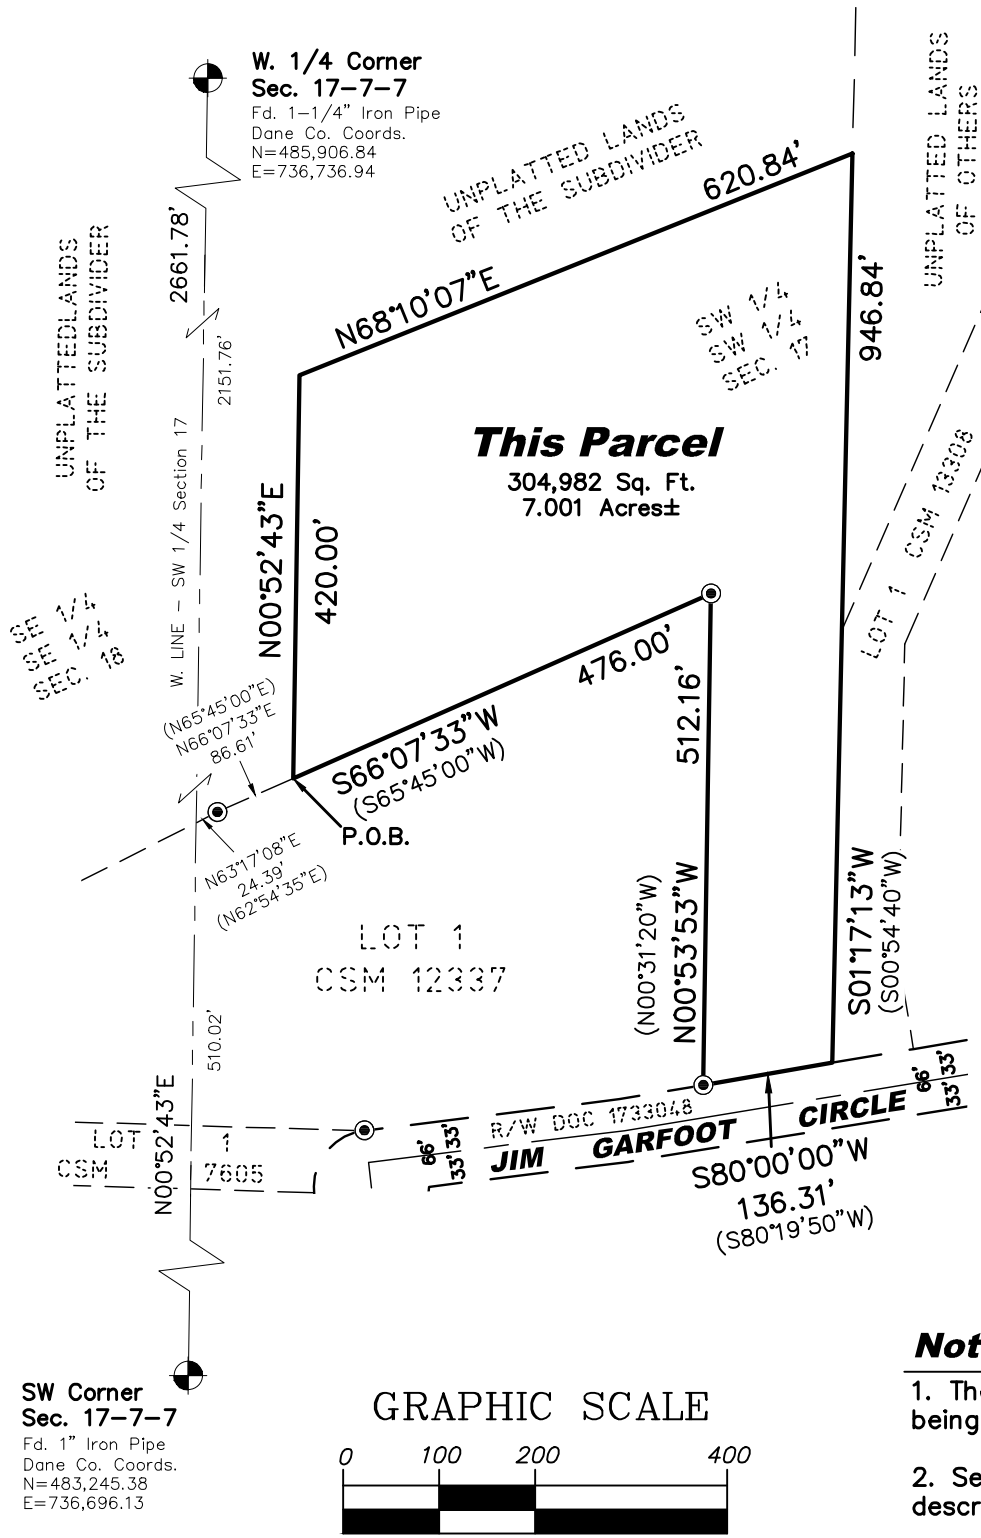 W. 1/4 Corner
Sec. 17-7-7
Fd. 1-1/4" Iron Pipe
Dane Co. Coords.
N=485,906.84
E=736,736.94
UNPLATTED LANDS
OF THE SUBDIVIDER
UNPLATTED LANDS
OF OTHERS
620.84'
N68°10'07"E
2661.78'
2151.76'
UNPLATTEDLANDS
OF THE SUBDIVIDER
W. LINE - SW 1/4 Section 17
SW 1/4
SW 1/4
SEC. 17
946.84'
This Parcel
304,982 Sq. Ft.
7.001 Acres±
N00°52'43"E
420.00'
LOT 1 CSM 13308
SE 1/4
SE 1/4
SEC. 18
(N65°45'00"E)
N66°07'33"E
86.61'
476.00'
S66°07'33"W
(S65°45'00"W)
512.16'
P.O.B.
N63°17'08"E
24.39'
(N62°54'35"E)
LOT 1
CSM 12337
(N00°31'20"W)
N00°53'53"W
S01°17'13"W
(S00°54'40"W)
510.02'
N00°52'43"E
LOT 1
CSM 7605
66'
33' 33'
R/W DOC 1733048
JIM GARFOOT CIRCLE
66'
33' 33'
S80°00'00"W
136.31'
(S80°19'50"W)
SW Corner
Sec. 17-7-7
Fd. 1" Iron Pipe
Dane Co. Coords.
N=483,245.38
E=736,696.13
GRAPHIC SCALE
0 100 200 400
Not
1. Th
being
2. Se
descr